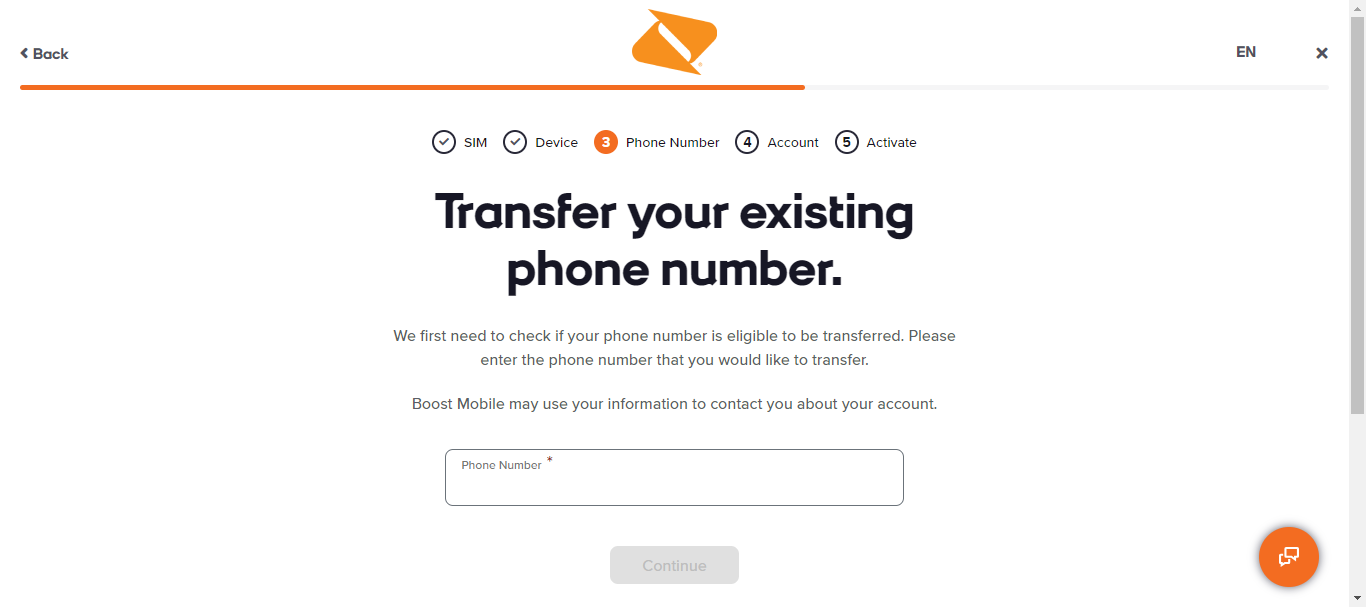 Back
EN
SIM Device 3 Phone Number 4 Account 5 Activate
Transfer your existing
phone number.
We first need to check if your phone number is eligible to be transferred. Please
enter the phone number that you would like to transfer.
Boost Mobile may use your information to contact you about your account.
Phone Number *
Continue